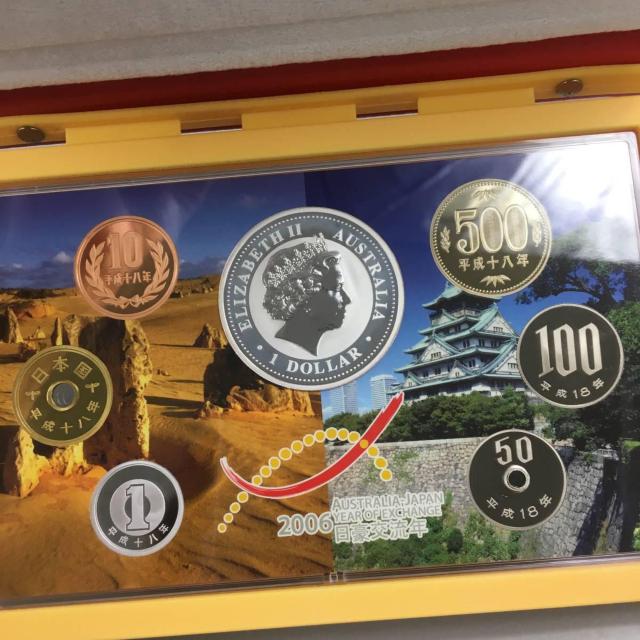 10
平成十八年
日本国
平成十八年
1
平成十八年
ELIZABETH II AUSTRALIA
1 DOLLAR
500
平成十八年
100
平成18年
50
平成18年
2006 AUSTRALIA-JAPAN
YEAR OF EXCHANGE
日豪交流年